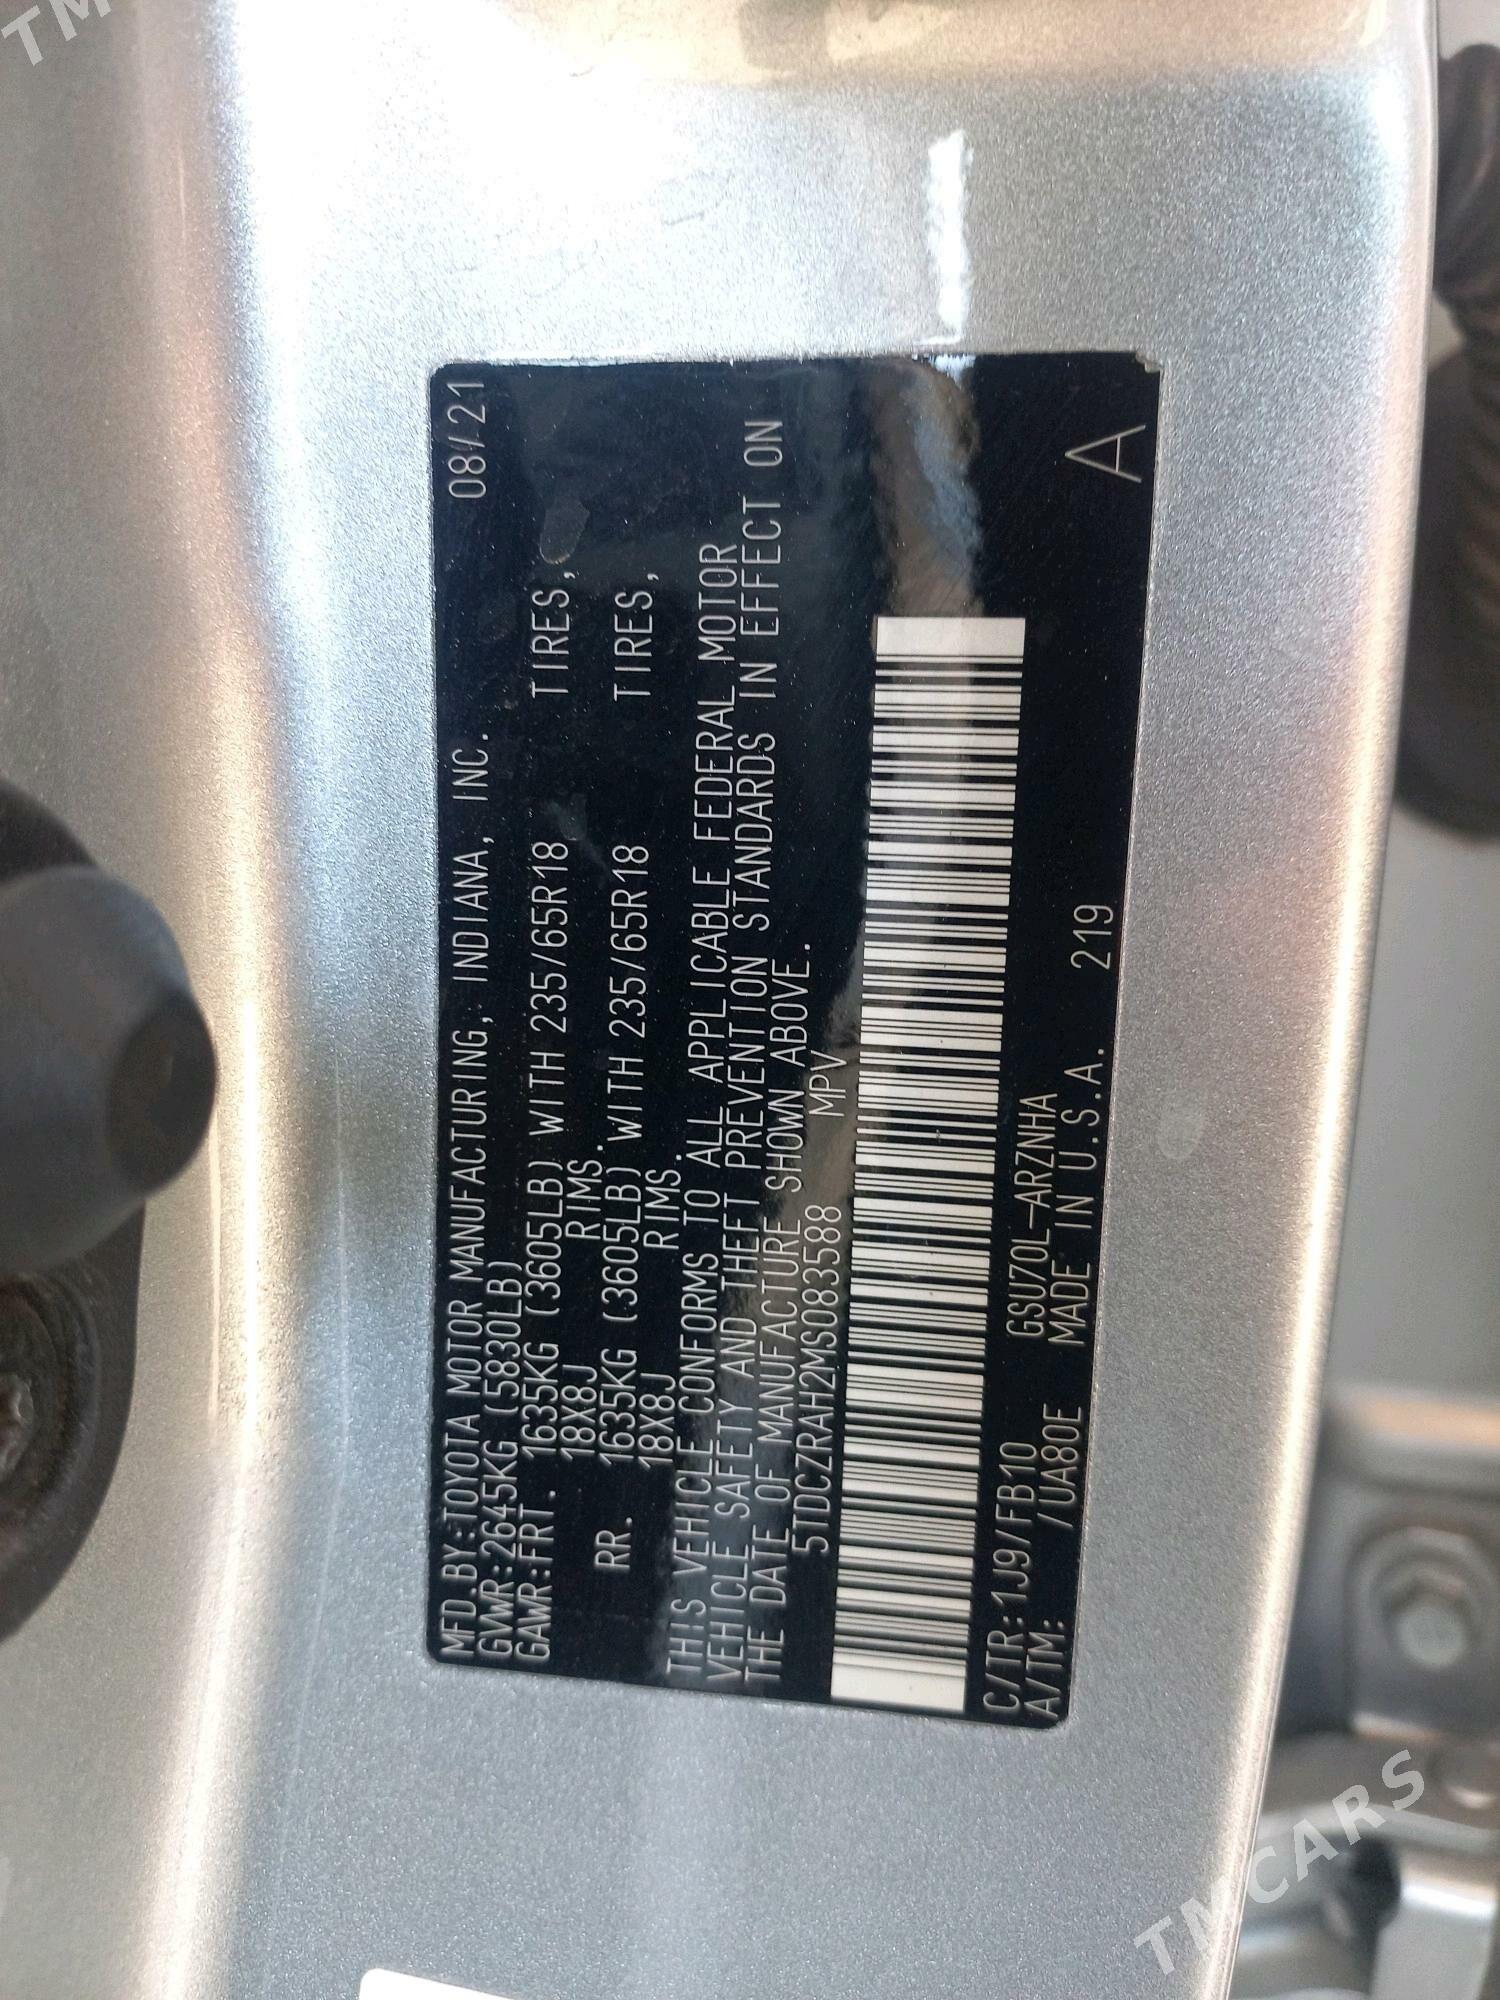 MFD.BY:TOYOTA MOTOR MANUFACTURING, INDIANA, INC. 08/21
GVWR:2645KG (5830LB)
GAWR:FRT. 1635KG (3605LB) WITH 235/65R18 TIRES,
18X8J RIMS.
RR. 1635KG (3605LB) WITH 235/65R18 TIRES,
18X8J RIMS.
THIS VEHICLE CONFORMS TO ALL APPLICABLE FEDERAL MOTOR
VEHICLE SAFETY AND THEFT PREVENTION STANDARDS IN EFFECT ON
THE DATE OF MANUFACTURE SHOWN ABOVE.
5TDCZRAH2MS083588 MPV
C/TR:1J9/FB10 GSU70L-ARZNHA
A/TM: /UA80E MADE IN U.S.A. 219
A
TM CARS
TM